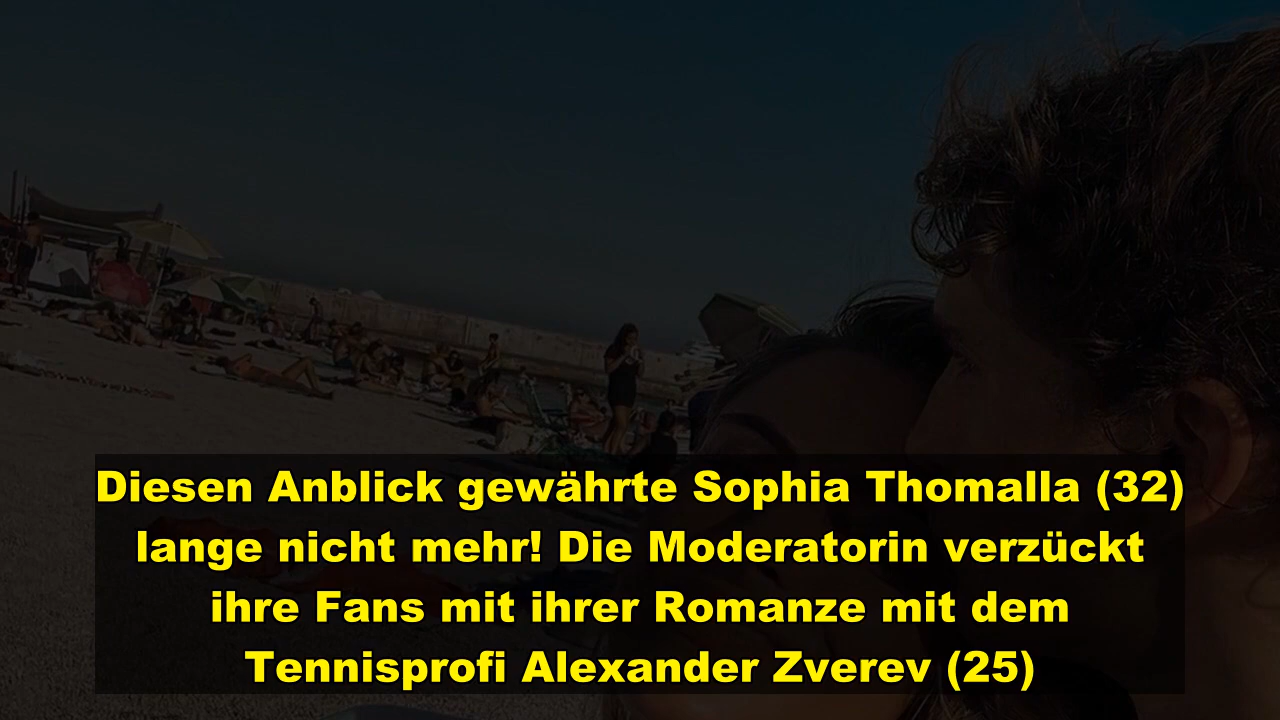 Diesen Anblick gewährte Sophia Thomalla (32)
lange nicht mehr! Die Moderatorin verzückt
ihre Fans mit ihrer Romanze mit dem
Tennisprofi Alexander Zverev (25)